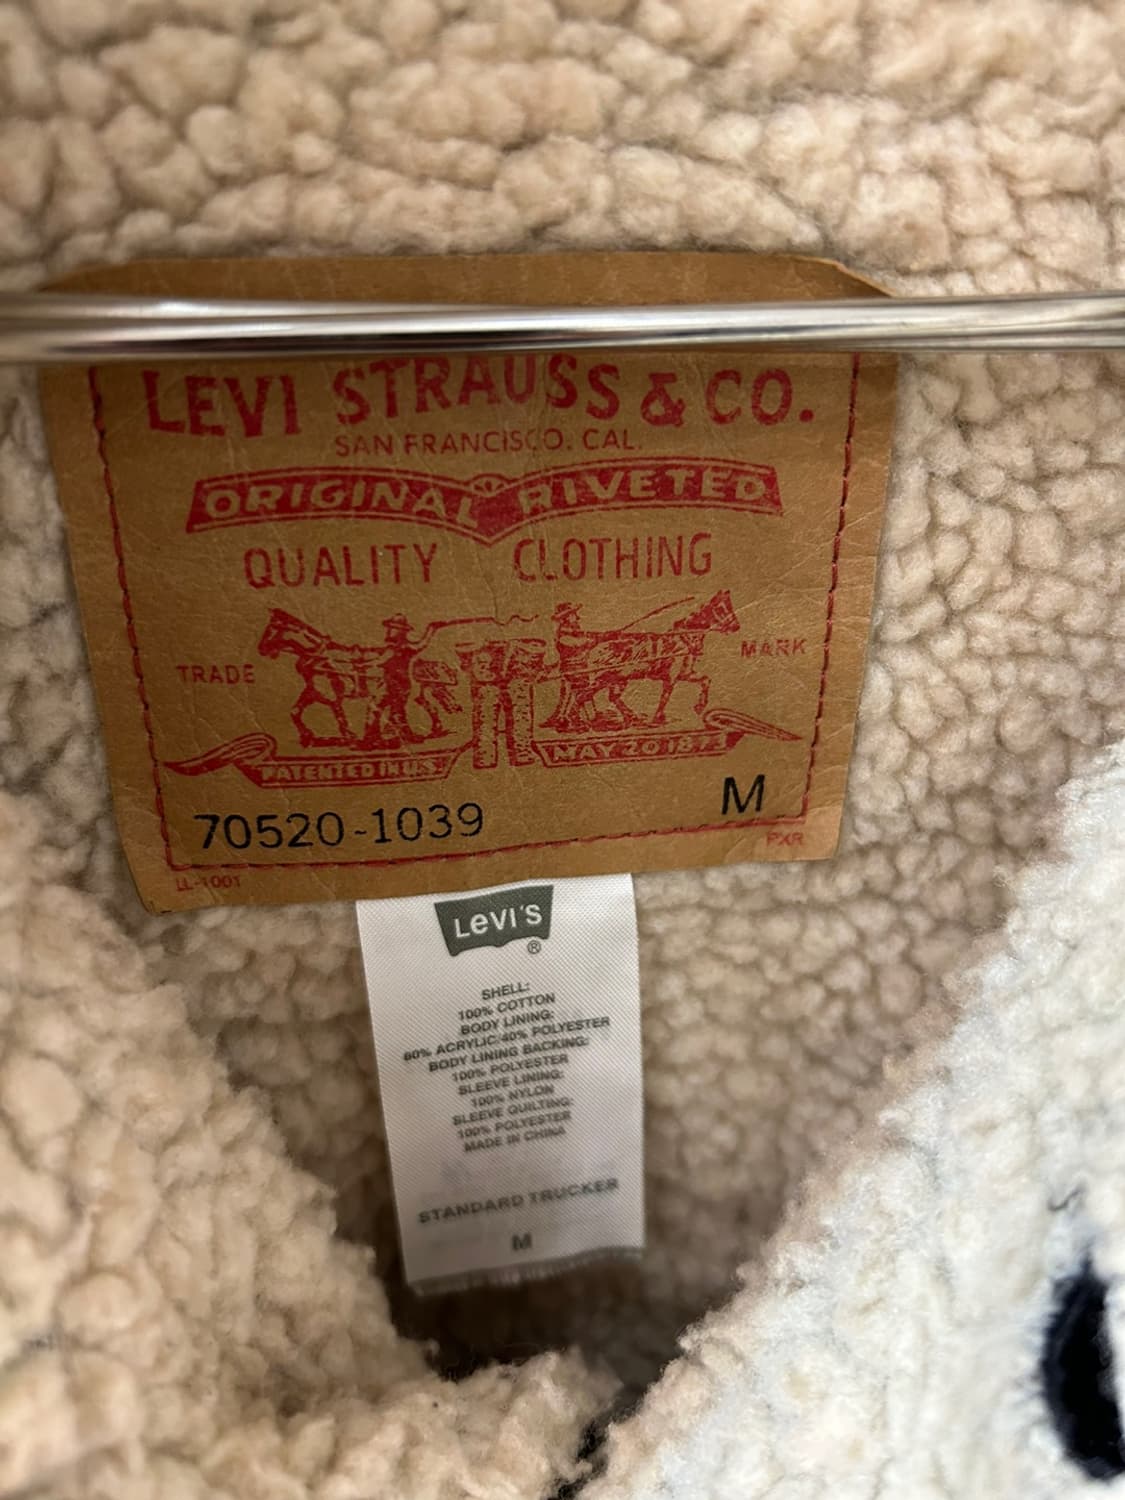 LEVI STRAUSS & CO.
SAN FRANCISCO. CAL.
ORIGINAL RIVETED
QUALITY CLOTHING
TRADE MARK
PATENTED IN U.S. MAY 20 1873
70520-1039 M
LL-1001 PXR
LEVI'S
®
SHELL:
100% COTTON
BODY LINING:
60% ACRYLIC/40% POLYESTER
BODY LINING BACKING:
100% POLYESTER
SLEEVE LINING:
100% NYLON
SLEEVE QUILTING:
100% POLYESTER
MADE IN CHINA
STANDARD TRUCKER
M